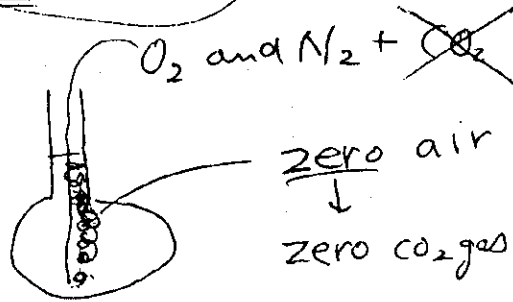 O₂ and N₂ + CO₂
zero air
↓
zero co₂ gas